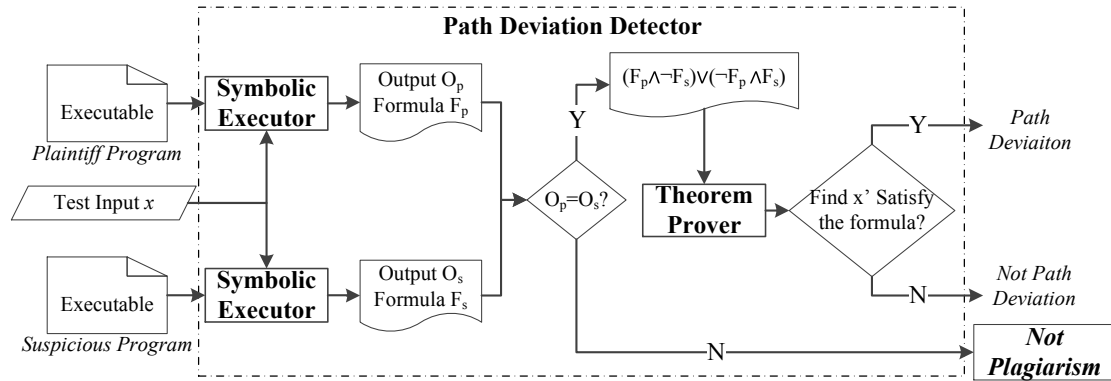 Path Deviation Detector
Executable
Plaintiff Program
Symbolic
Executor
Output Oₚ
Formula Fₚ
Test Input x
Executable
Suspicious Program
Symbolic
Executor
Output Oₛ
Formula Fₛ
Oₚ=Oₛ?
Y
(Fₚ∧¬Fₛ)∨(¬Fₚ∧Fₛ)
Theorem
Prover
Find x’ Satisfy
the formula?
Y
Path
Deviaiton
N
Not Path
Deviation
N
Not
Plagiarism